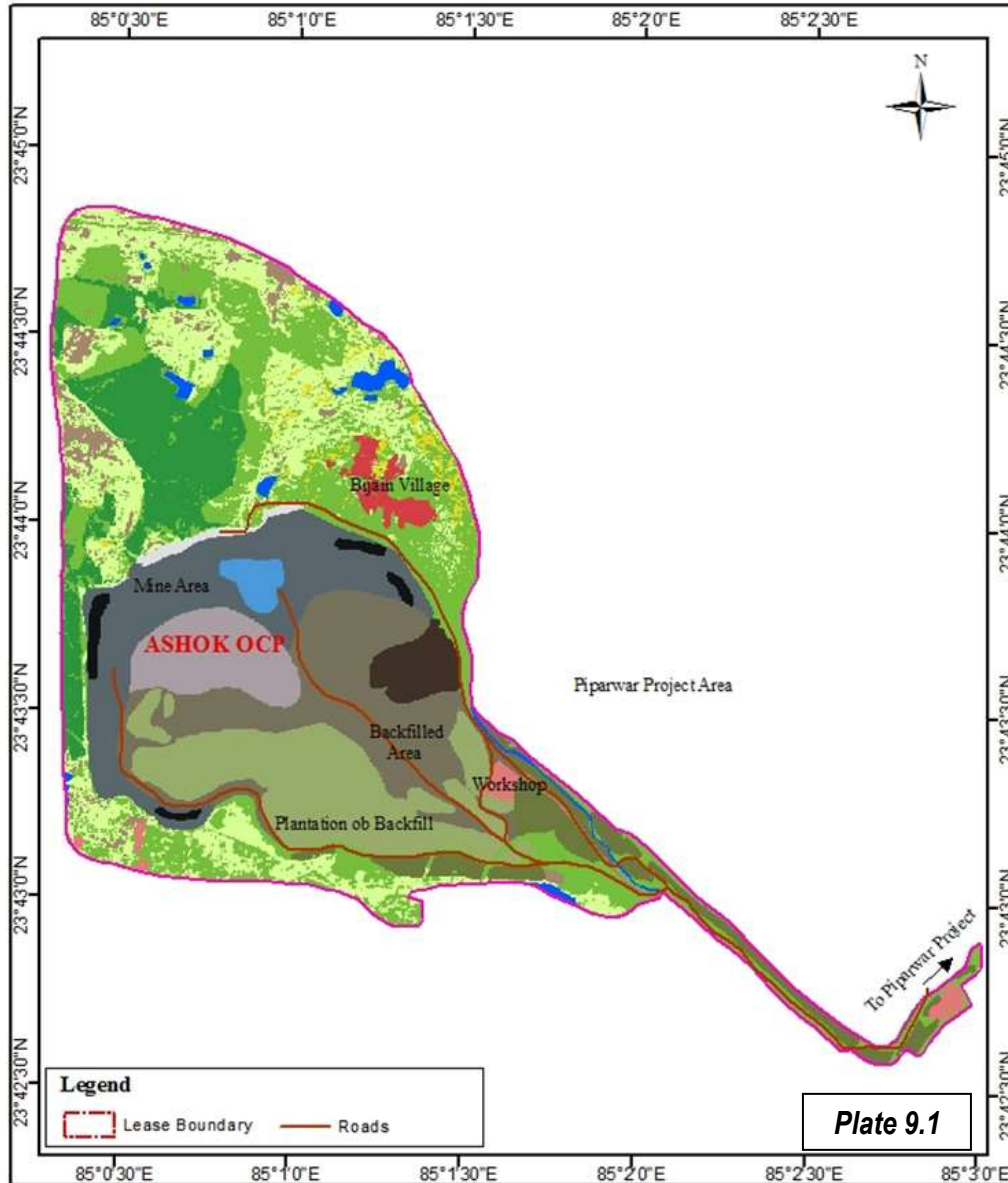 85°0'30"E
85°1'0"E
85°1'30"E
85°2'0"E
85°2'30"E
N
23°45'0"N
23°45'0"N
23°44'30"N
23°44'30"N
Bijain Village
23°44'0"N
23°44'0"N
Mine Area
ASHOK OCP
Piparwar Project Area
23°43'30"N
23°43'30"N
Backfilled
Area
Workshop
Plantation ob Backfill
23°43'0"N
23°43'0"N
To Piparwar Project
23°42'30"N
23°42'30"N
Legend
Lease Boundary
Roads
Plate 9.1
85°0'30"E
85°1'0"E
85°1'30"E
85°2'0"E
85°2'30"E
85°3'0"E